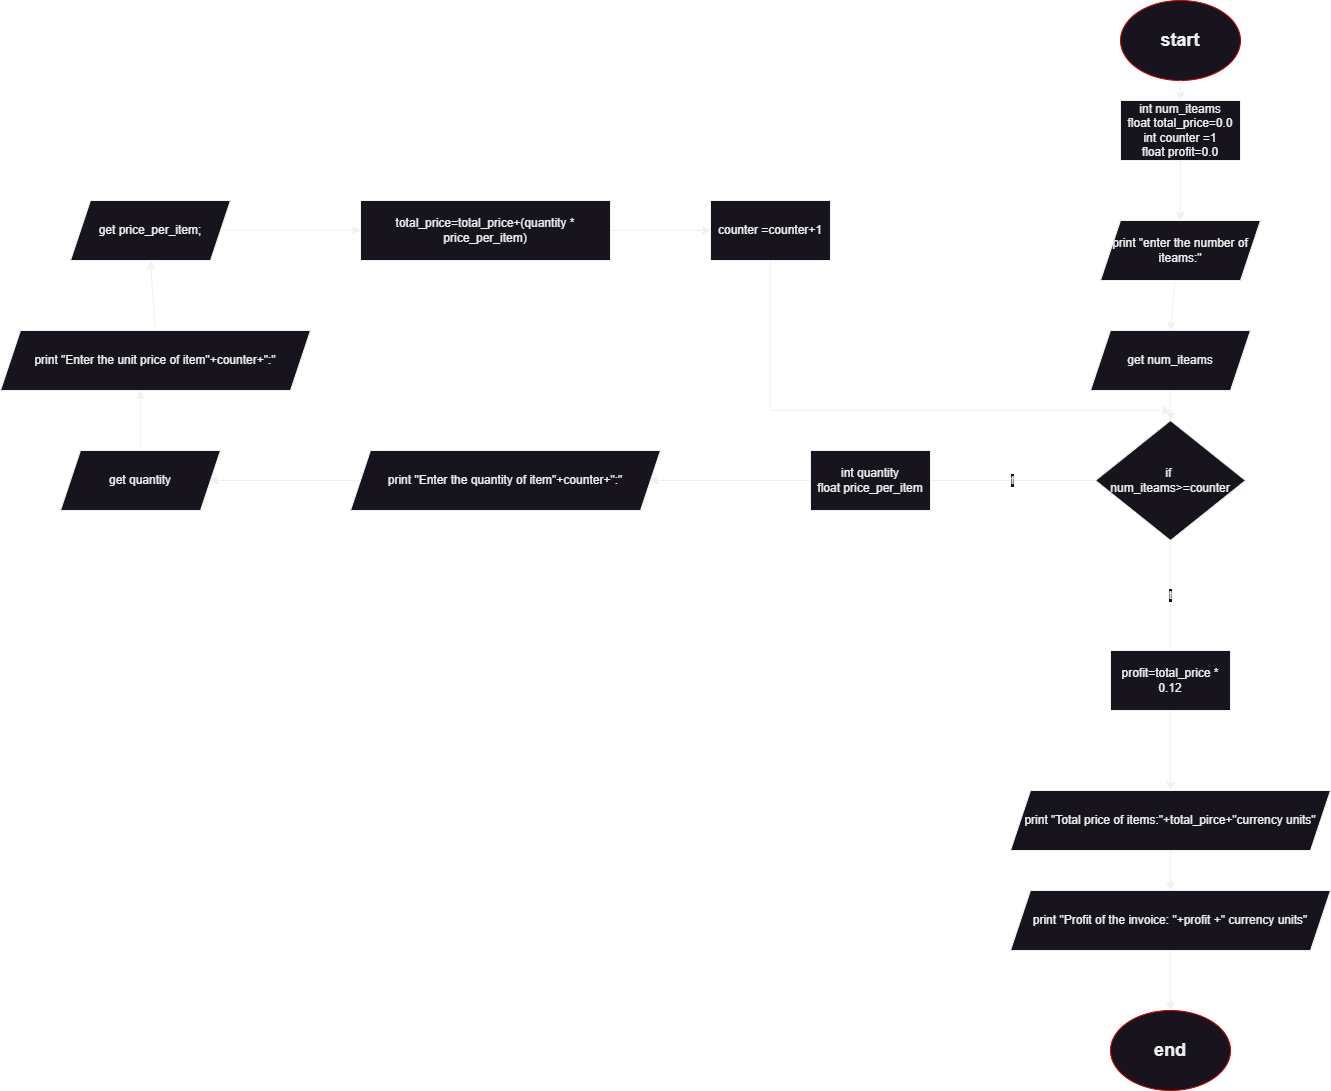 start
int num_iteams
float total_price=0.0
int counter =1
float profit=0.0
print "enter the number of
iteams:"
get num_iteams
if
num_iteams>=counter
int quantity
float price_per_item
print "Enter the quantity of item"+counter+":"
get quantity
print "Enter the unit price of item"+counter+":"
get price_per_item;
total_price=total_price+(quantity *
price_per_item)
counter =counter+1
profit=total_price *
0.12
print "Total price of items:"+total_pirce+"currency units"
print "Profit of the invoice: "+profit +" currency units"
end